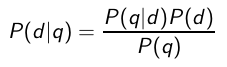 P(d|q) = P(q|d)P(d) / P(q)